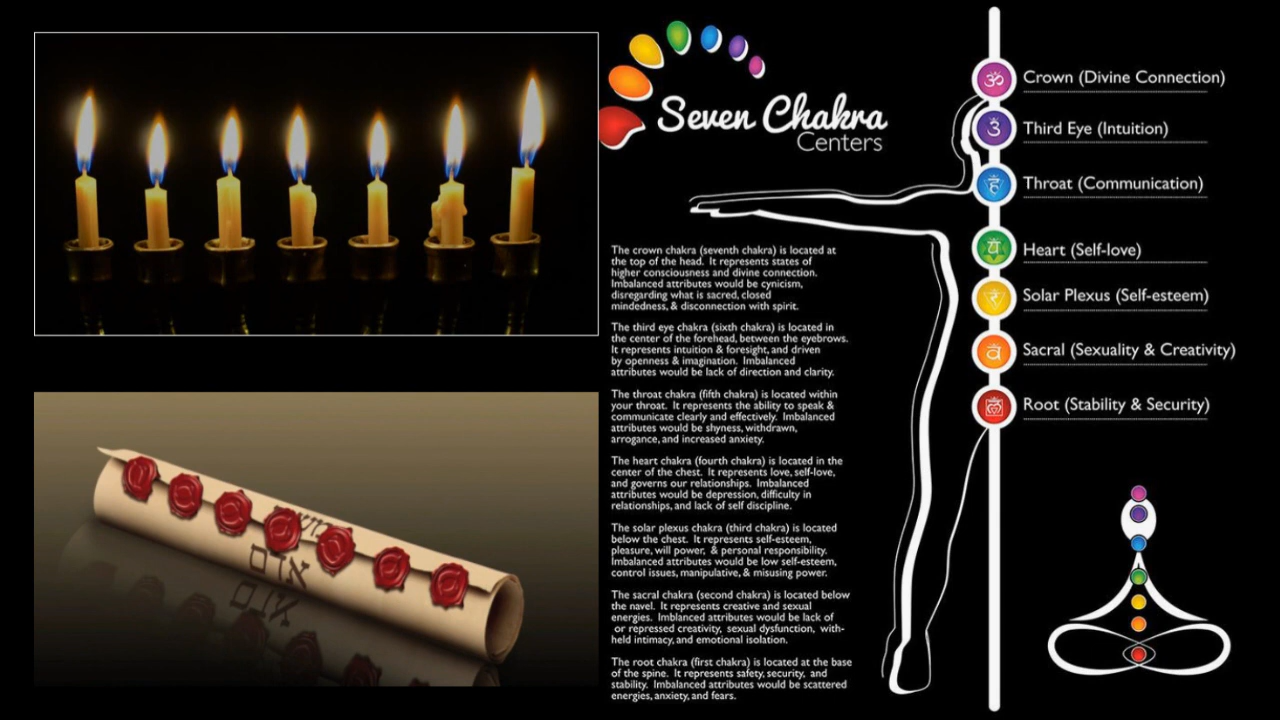 Seven Chakra
Centers
Crown (Divine Connection)
Third Eye (Intuition)
Throat (Communication)
Heart (Self-love)
Solar Plexus (Self-esteem)
Sacral (Sexuality & Creativity)
Root (Stability & Security)
The crown chakra (seventh chakra) is located at
the top of the head. It represents states of
higher consciousness and divine connection.
Imbalanced attributes would be cynicism,
disregarding what is sacred, closed
mindedness, & disconnection with spirit.
The third eye chakra (sixth chakra) is located in
the center of the forehead, between the eyebrows.
It represents intuition & foresight, and driven
by openness & imagination. Imbalanced
attributes would be lack of direction and clarity.
The throat chakra (fifth chakra) is located within
your throat. It represents the ability to speak &
communicate clearly and effectively. Imbalanced
attributes would be shyness, withdrawn,
arrogance, and increased anxiety.
The heart chakra (fourth chakra) is located in the
center of the chest. It represents love, self-love,
and governs our relationships. Imbalanced
attributes would be depression, difficulty in
relationships, and lack of self discipline.
The solar plexus chakra (third chakra) is located
below the chest. It represents self-esteem,
pleasure, will power, & personal responsibility.
Imbalanced attributes would be low self-esteem,
control issues, manipulative, & misusing power.
The sacral chakra (second chakra) is located below
the navel. It represents creative and sexual
energies. Imblanced attributes would be lack of
or repressed creativity, sexual dysfunction, with-
held intimacy, and emotional isolation.
The root chakra (first chakra) is located at the base
of the spine. It represents safety, security, and
stability. Imbalanced attributes would be scattered
energies, anxiety, and fears.